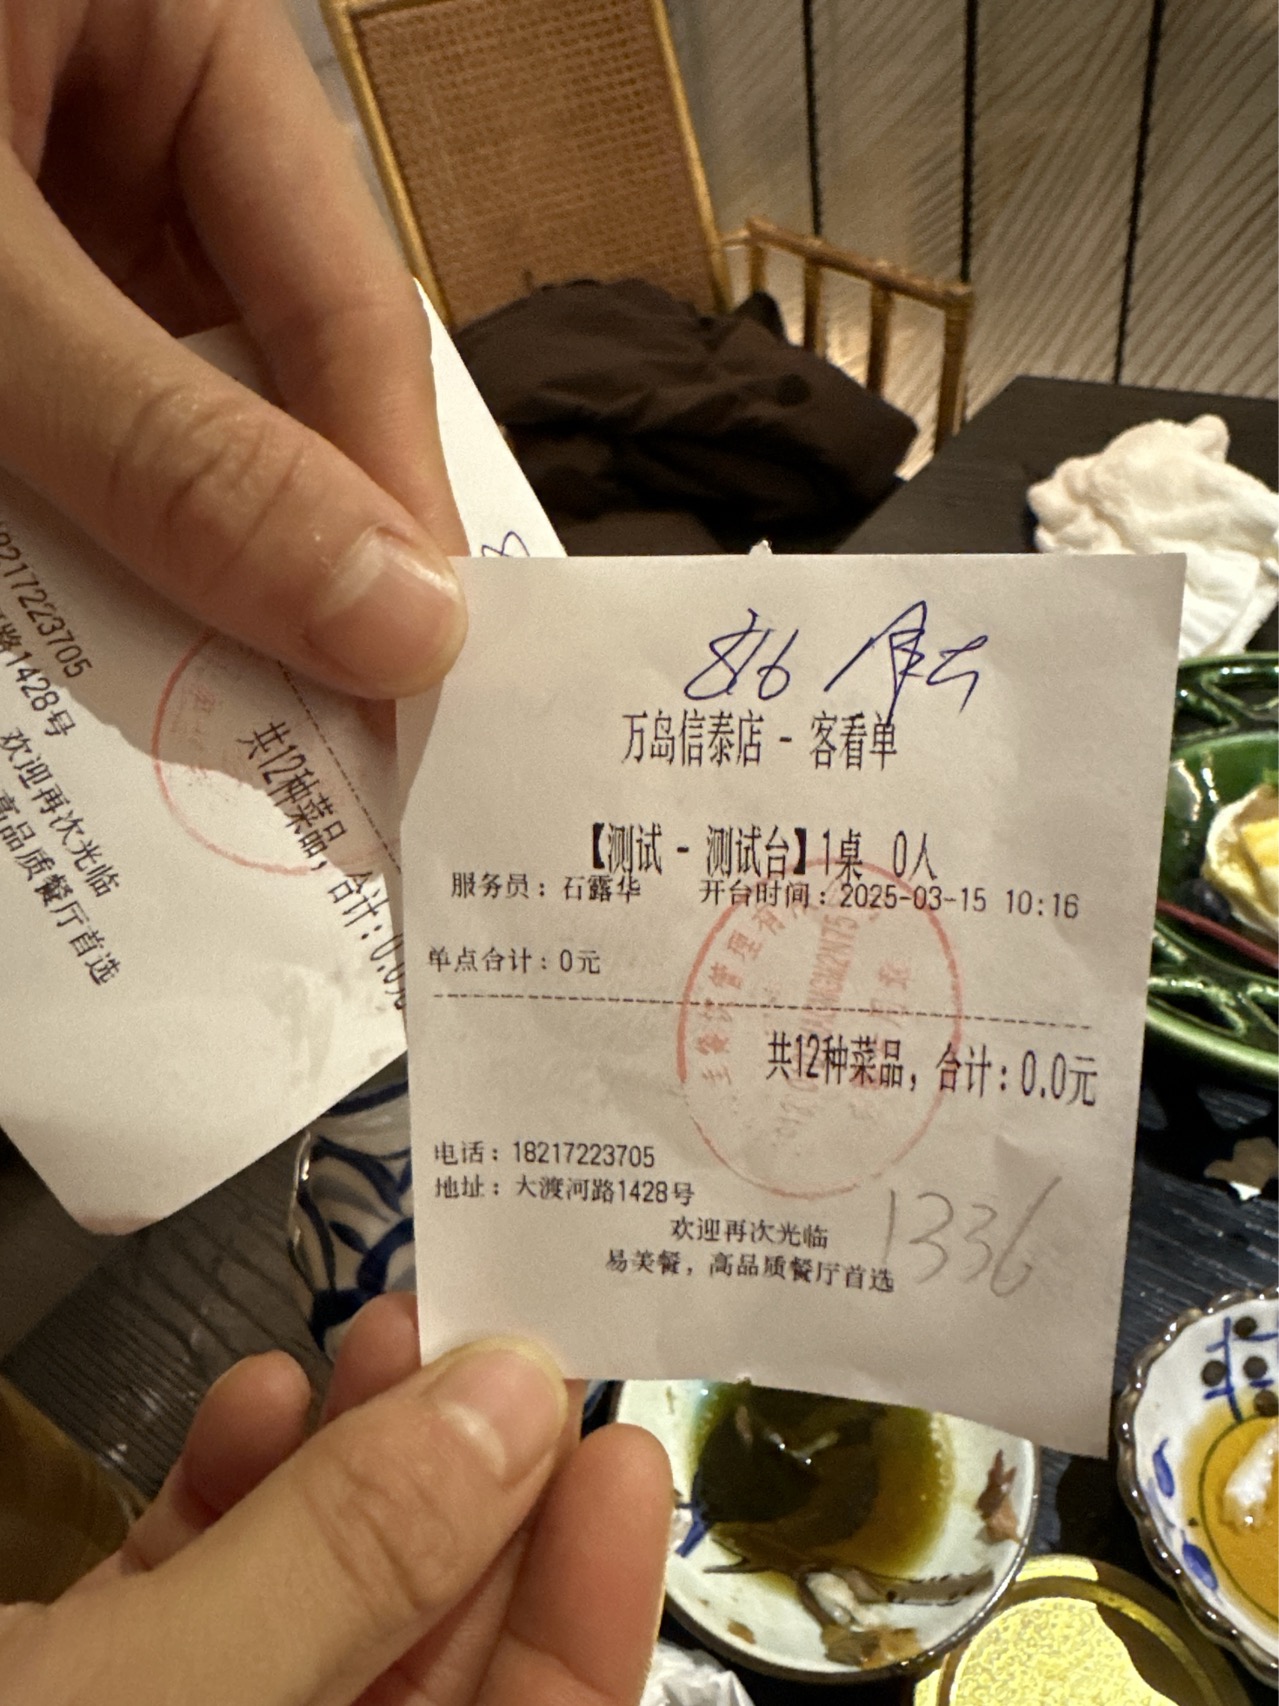 816
万岛信泰店 - 客看单
【测试 - 测试台】1桌 0人
服务员：石露华 开台时间：2025-03-15 10:16
单点合计：0元
共12种菜品，合计：0.0元
电话：18217223705
地址：大渡河路1428号
欢迎再次光临
易美餐，高品质餐厅首选
1336
共12种菜品，合计：0.0元
8217223705
路1428号
欢迎再次光临
高品质餐厅首选